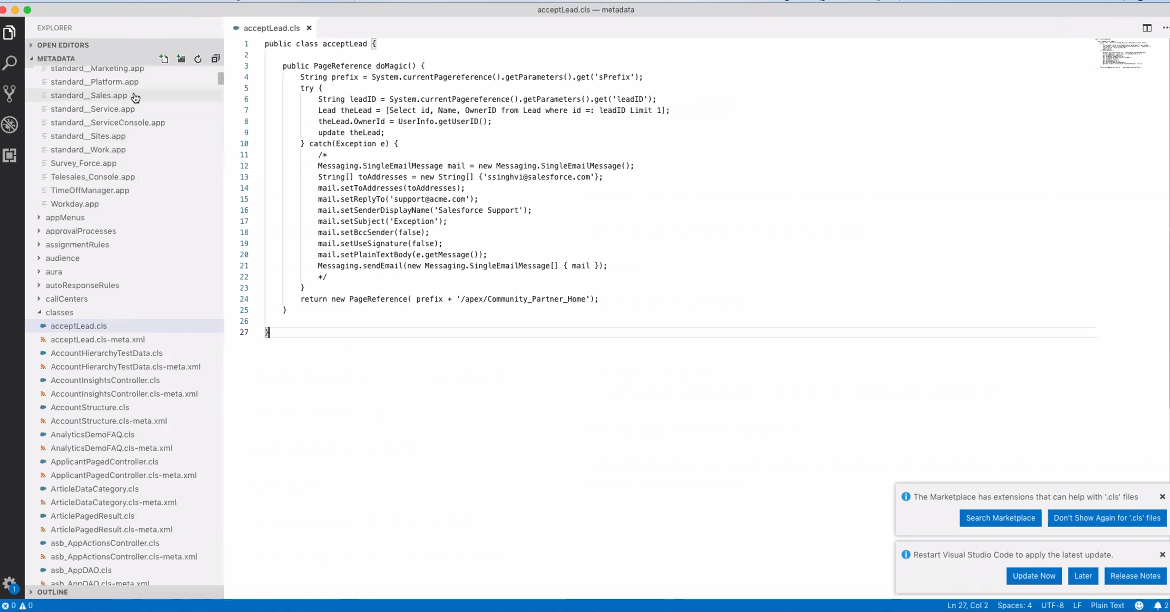 acceptLead.cls — metadata
EXPLORER
OPEN EDITORS
METADATA
standard__Marketing.app
standard__Platform.app
standard__Sales.app
standard__Service.app
standard__ServiceConsole.app
standard__Sites.app
standard__Work.app
Survey_Force.app
Telesales_Console.app
TimeOffManager.app
Workday.app
appMenus
approvalProcesses
assignmentRules
audience
aura
autoResponseRules
callCenters
classes
acceptLead.cls
acceptLead.cls-meta.xml
AccountHierarchyTestData.cls
AccountHierarchyTestData.cls-meta.xml
AccountInsightsController.cls
AccountInsightsController.cls-meta.xml
AccountStructure.cls
AccountStructure.cls-meta.xml
AnalyticsDemoFAQ.cls
AnalyticsDemoFAQ.cls-meta.xml
ApplicantPagedController.cls
ApplicantPagedController.cls-meta.xml
ArticleDataCategory.cls
ArticleDataCategory.cls-meta.xml
ArticlePagedResult.cls
ArticlePagedResult.cls-meta.xml
asb_AppActionsController.cls
asb_AppActionsController.cls-meta.xml
asb_AppDAO.cls
asb_AppDAO.cls-meta.xml
OUTLINE
acceptLead.cls
1 public class acceptLead {
2
3 public PageReference doMagic() {
4 String prefix = System.currentPagereference().getParameters().get('sPrefix');
5 try {
6 String leadID = System.currentPagereference().getParameters().get('leadID');
7 Lead theLead = [Select id, Name, OwnerID from Lead where id =: leadID Limit 1];
8 theLead.OwnerId = UserInfo.getUserID();
9 update theLead;
10 } catch(Exception e) {
11 /*
12 Messaging.SingleEmailMessage mail = new Messaging.SingleEmailMessage();
13 String[] toAddresses = new String[] {'ssinghvi@salesforce.com'};
14 mail.setToAddresses(toAddresses);
15 mail.setReplyTo('support@acme.com');
16 mail.setSenderDisplayName('Salesforce Support');
17 mail.setSubject('Exception');
18 mail.setBccSender(false);
19 mail.setUseSignature(false);
20 mail.setPlainTextBody(e.getMessage());
21 Messaging.sendEmail(new Messaging.SingleEmailMessage[] { mail });
22 */
23 }
24 return new PageReference( prefix + '/apex/Community_Partner_Home');
25 }
26
27 }
The Marketplace has extensions that can help with '.cls' files
Search Marketplace Don't Show Again for '.cls' files
Restart Visual Studio Code to apply the latest update.
Update Now Later Release Notes
1
0 0 Ln 27, Col 2 Spaces: 4 UTF-8 LF Plain Text 2